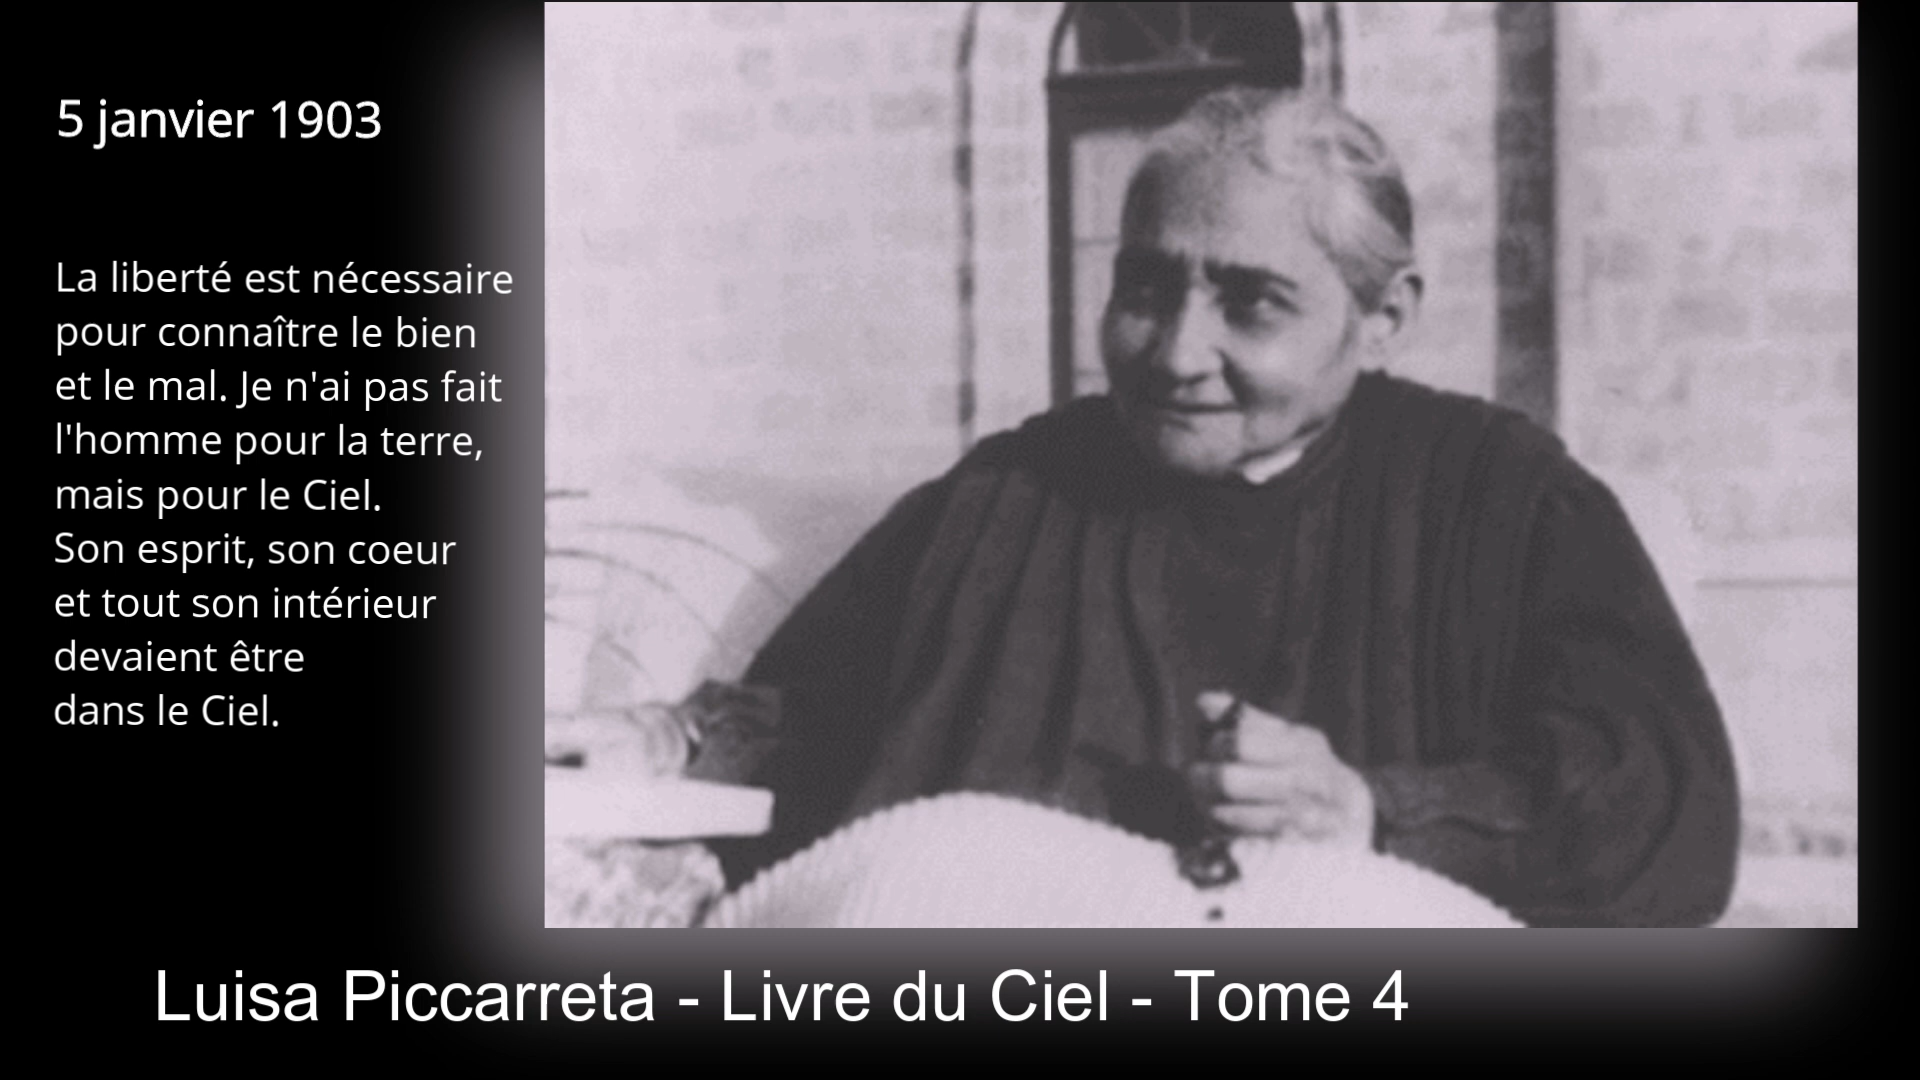 5 janvier 1903
La liberté est nécessaire
pour connaître le bien
et le mal. Je n'ai pas fait
l'homme pour la terre,
mais pour le Ciel.
Son esprit, son coeur
et tout son intérieur
devaient être
dans le Ciel.
Luisa Piccarreta - Livre du Ciel - Tome 4